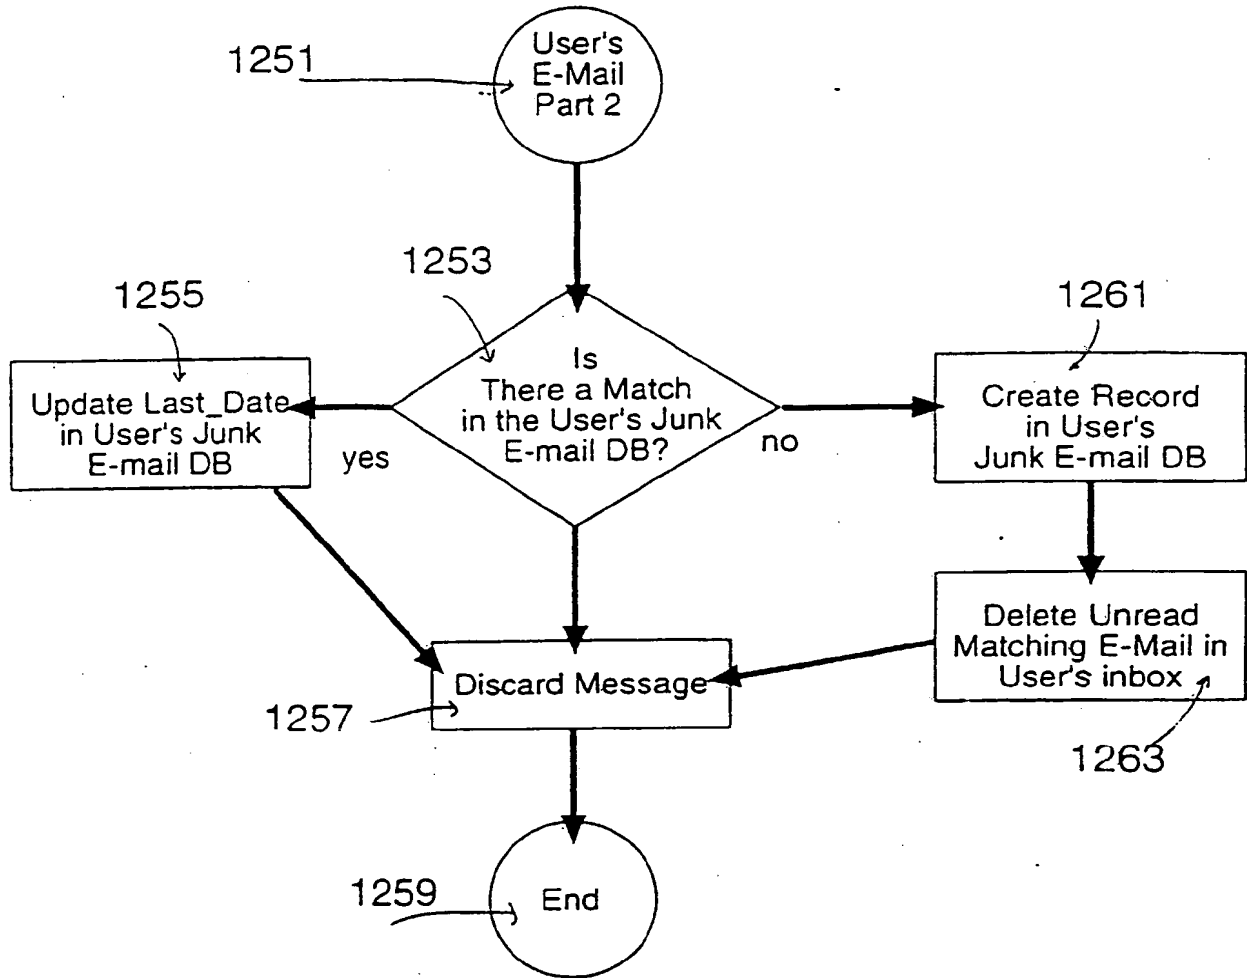 1251
User's
E-Mail
Part 2
1253
1255
1261
Is
There a Match
in the User's Junk
E-mail DB?
Update Last_Date
in User's Junk
E-mail DB
yes
no
Create Record
in User's
Junk E-mail DB
Delete Unread
Matching E-Mail in
User's inbox
Discard Message
1257
1263
1259
End